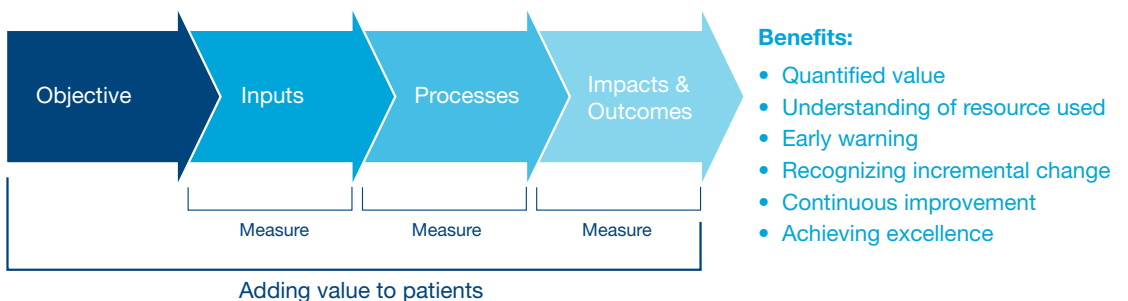 Objective
Inputs
Processes
Impacts &
Outcomes
Measure
Measure
Measure
Adding value to patients
Benefits:
• Quantified value
• Understanding of resource used
• Early warning
• Recognizing incremental change
• Continuous improvement
• Achieving excellence